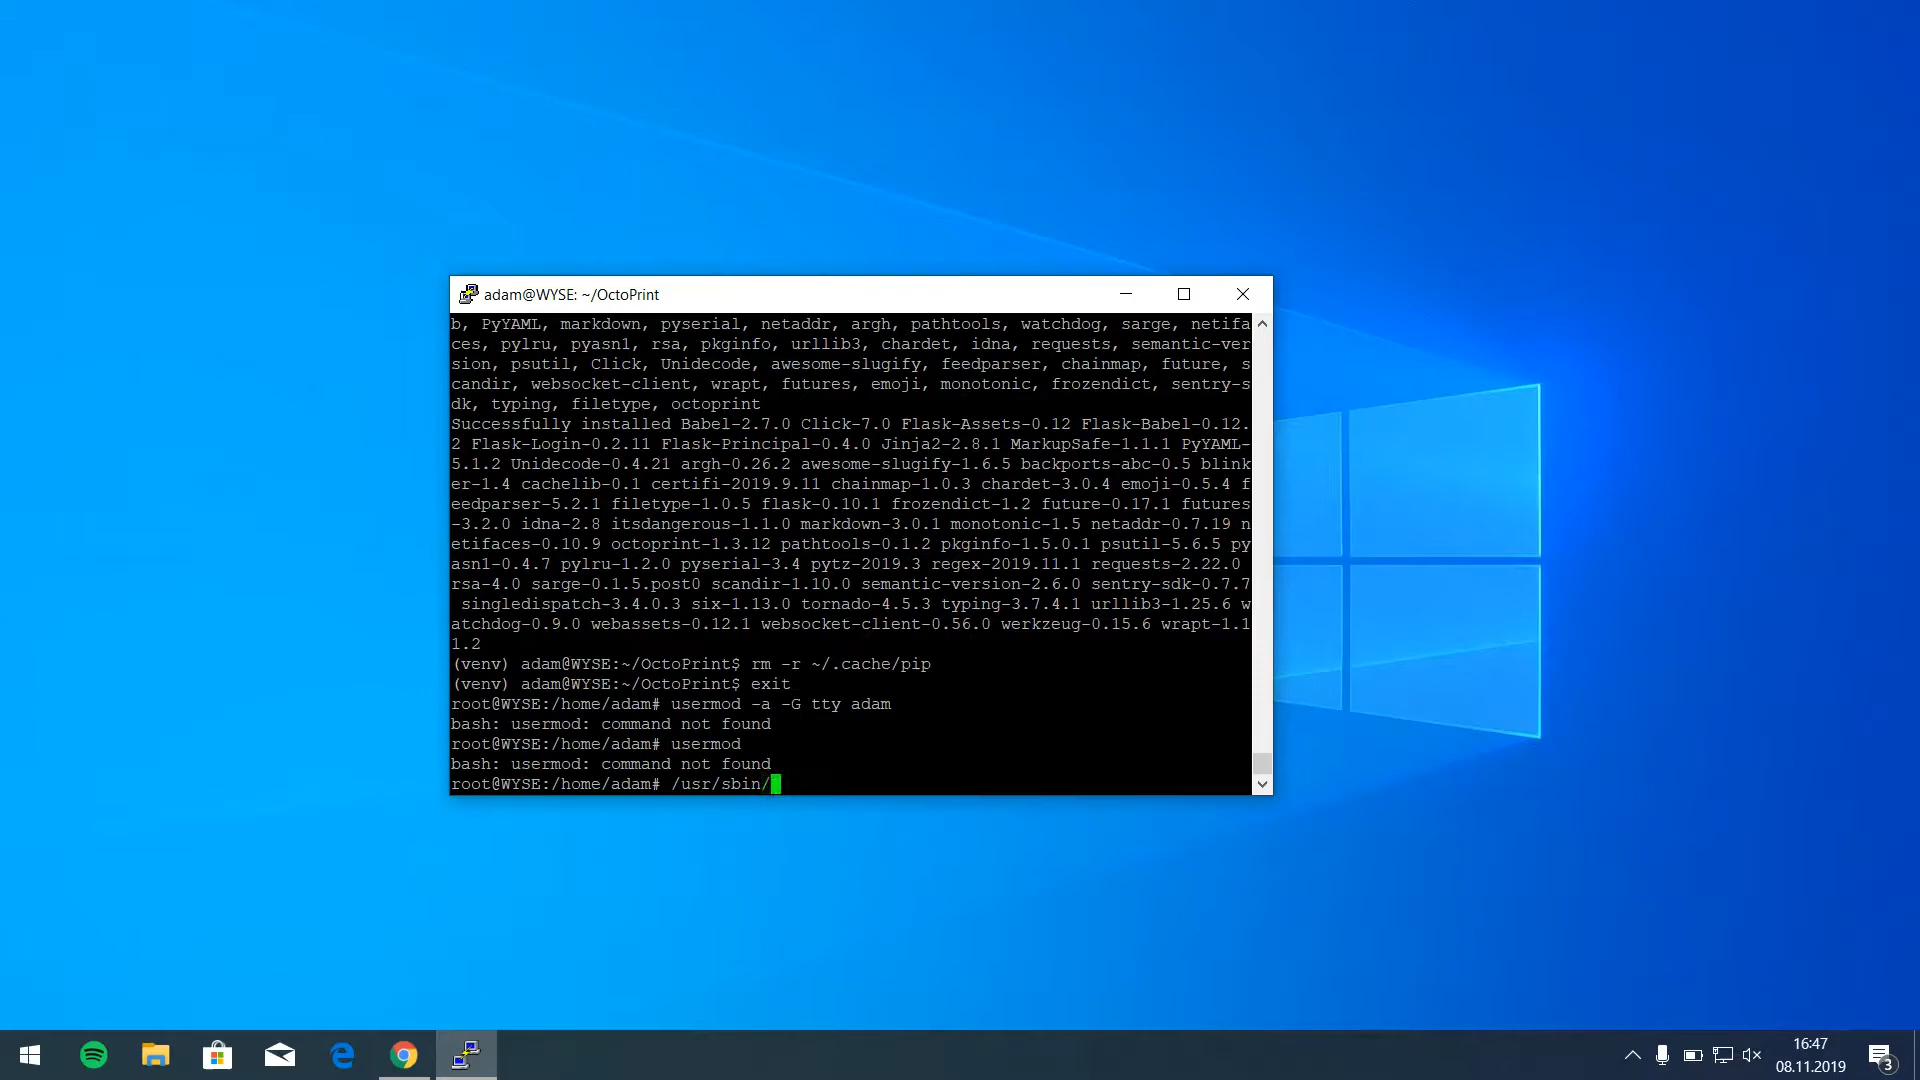 adam@WYSE: ~/OctoPrint
b, PyYAML, markdown, pyserial, netaddr, argh, pathtools, watchdog, sarge, netifa
ces, pylru, pyasn1, rsa, pkginfo, urllib3, chardet, idna, requests, semantic-ver
sion, psutil, Click, Unidecode, awesome-slugify, feedparser, chainmap, future, s
candir, websocket-client, wrapt, futures, emoji, monotonic, frozendict, sentry-s
dk, typing, filetype, octoprint
Successfully installed Babel-2.7.0 Click-7.0 Flask-Assets-0.12 Flask-Babel-0.12.
2 Flask-Login-0.2.11 Flask-Principal-0.4.0 Jinja2-2.8.1 MarkupSafe-1.1.1 PyYAML-
5.1.2 Unidecode-0.4.21 argh-0.26.2 awesome-slugify-1.6.5 backports-abc-0.5 blink
er-1.4 cachelib-0.1 certifi-2019.9.11 chainmap-1.0.3 chardet-3.0.4 emoji-0.5.4 f
eedparser-5.2.1 filetype-1.0.5 flask-0.10.1 frozendict-1.2 future-0.17.1 futures
-3.2.0 idna-2.8 itsdangerous-1.1.0 markdown-3.0.1 monotonic-1.5 netaddr-0.7.19 n
etifaces-0.10.9 octoprint-1.3.12 pathtools-0.1.2 pkginfo-1.5.0.1 psutil-5.6.5 py
asn1-0.4.7 pylru-1.2.0 pyserial-3.4 pytz-2019.3 regex-2019.11.1 requests-2.22.0
rsa-4.0 sarge-0.1.5.post0 scandir-1.10.0 semantic-version-2.6.0 sentry-sdk-0.7.7
singledispatch-3.4.0.3 six-1.13.0 tornado-4.5.3 typing-3.7.4.1 urllib3-1.25.6 w
atchdog-0.9.0 webassets-0.12.1 websocket-client-0.56.0 werkzeug-0.15.6 wrapt-1.1
1.2
(venv) adam@WYSE:~/OctoPrint$ rm -r ~/.cache/pip
(venv) adam@WYSE:~/OctoPrint$ exit
root@WYSE:/home/adam# usermod -a -G tty adam
bash: usermod: command not found
root@WYSE:/home/adam# usermod
bash: usermod: command not found
root@WYSE:/home/adam# /usr/sbin/
16:47
08.11.2019
3